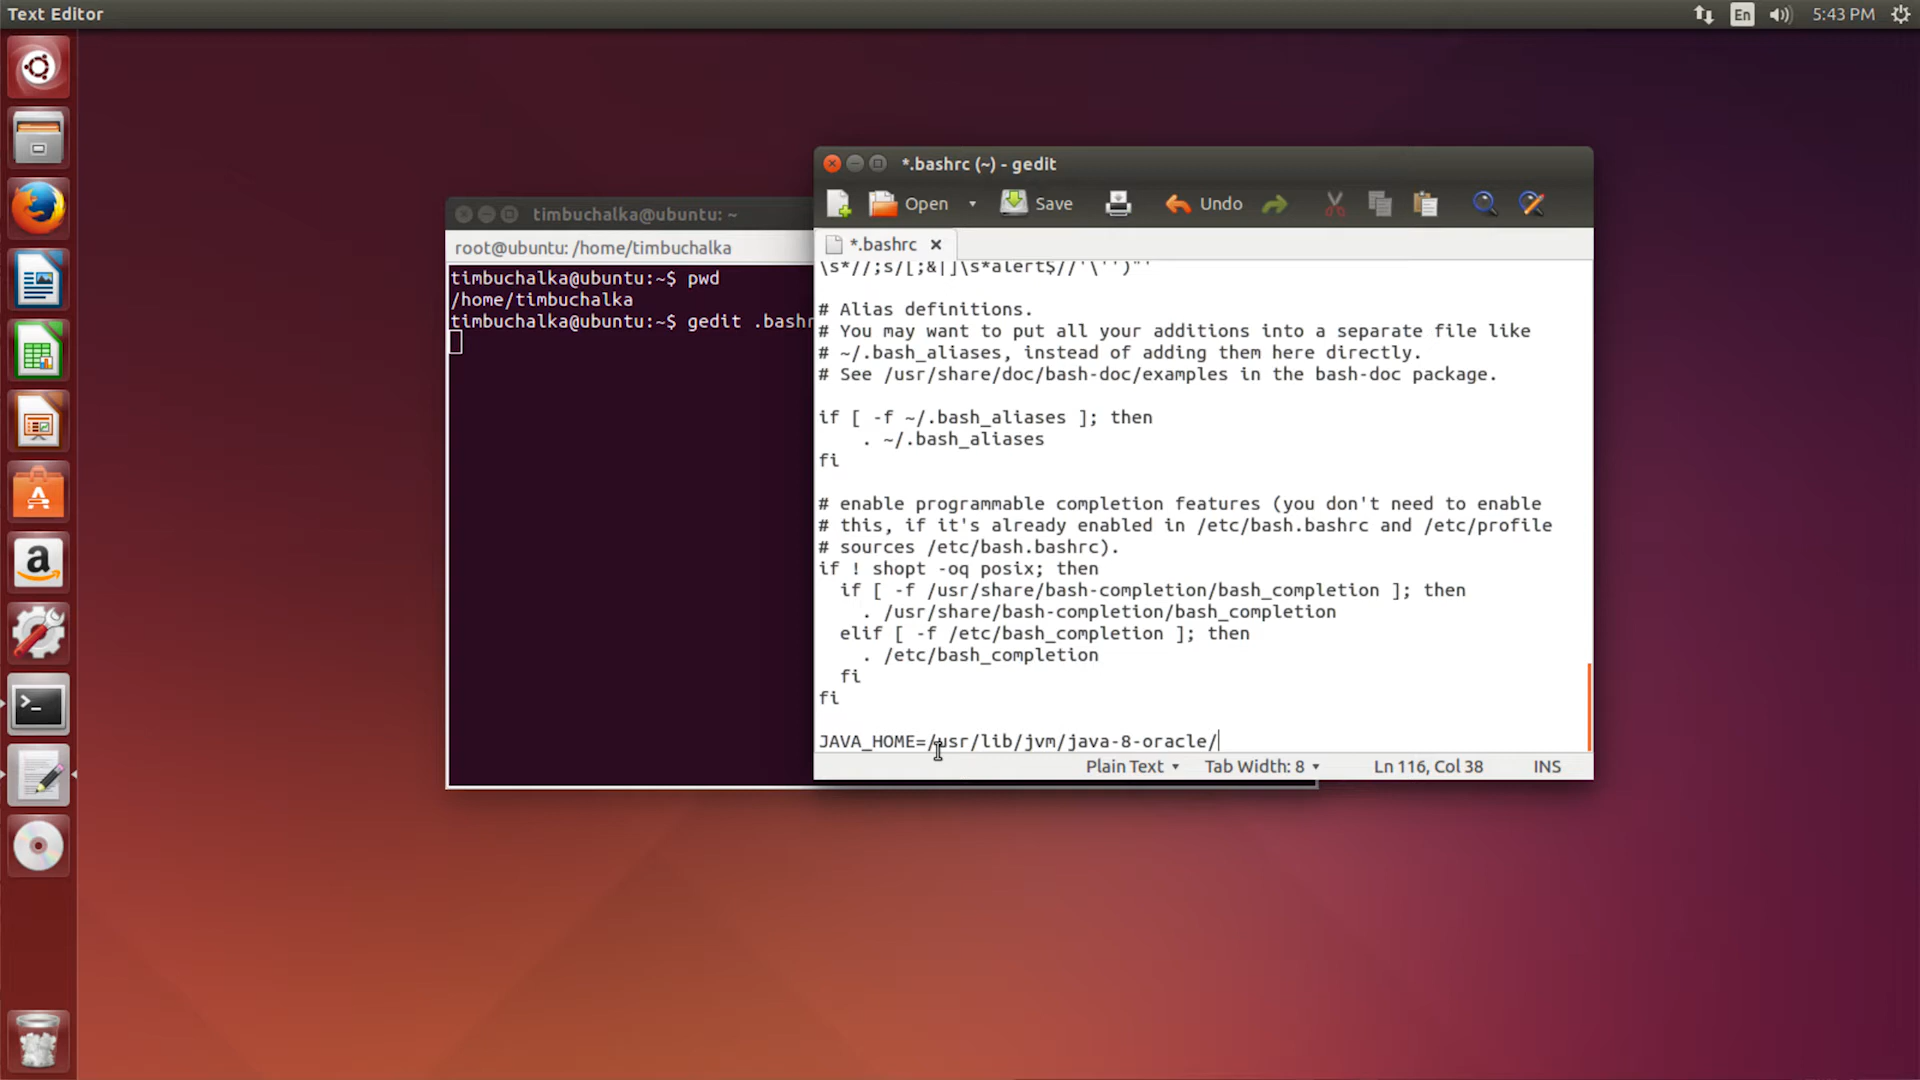 Text Editor
En
5:43 PM
timbuchalka@ubuntu: ~
root@ubuntu: /home/timbuchalka
timbuchalka@ubuntu:~$ pwd
/home/timbuchalka
timbuchalka@ubuntu:~$ gedit .bashr
*.bashrc (~) - gedit
Open
Save
Undo
*.bashrc
\s*//;s/[;&|]\s*alert$//'\'')"'
# Alias definitions.
# You may want to put all your additions into a separate file like
# ~/.bash_aliases, instead of adding them here directly.
# See /usr/share/doc/bash-doc/examples in the bash-doc package.
if [ -f ~/.bash_aliases ]; then
    . ~/.bash_aliases
fi
# enable programmable completion features (you don't need to enable
# this, if it's already enabled in /etc/bash.bashrc and /etc/profile
# sources /etc/bash.bashrc).
if ! shopt -oq posix; then
  if [ -f /usr/share/bash-completion/bash_completion ]; then
    . /usr/share/bash-completion/bash_completion
  elif [ -f /etc/bash_completion ]; then
    . /etc/bash_completion
  fi
fi
JAVA_HOME=/usr/lib/jvm/java-8-oracle/
Plain Text
Tab Width: 8
Ln 116, Col 38
INS